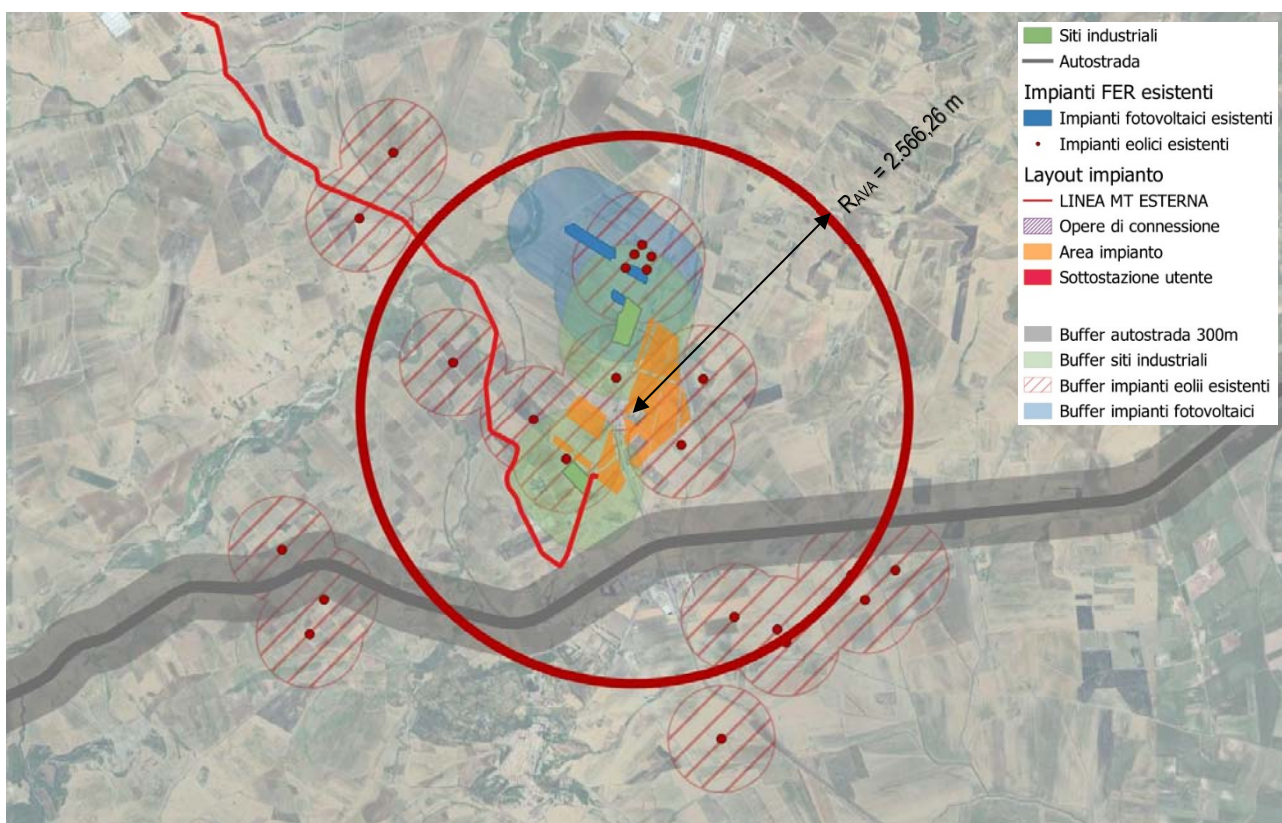 Siti industriali
Autostrada
Impianti FER esistenti
Impianti fotovoltaici esistenti
Impianti eolici esistenti
Layout impianto
LINEA MT ESTERNA
Opere di connessione
Area impianto
Sottostazione utente
Buffer autostrada 300m
Buffer siti industriali
Buffer impianti eolii esistenti
Buffer impianti fotovoltaici
RAVA = 2.566,26 m